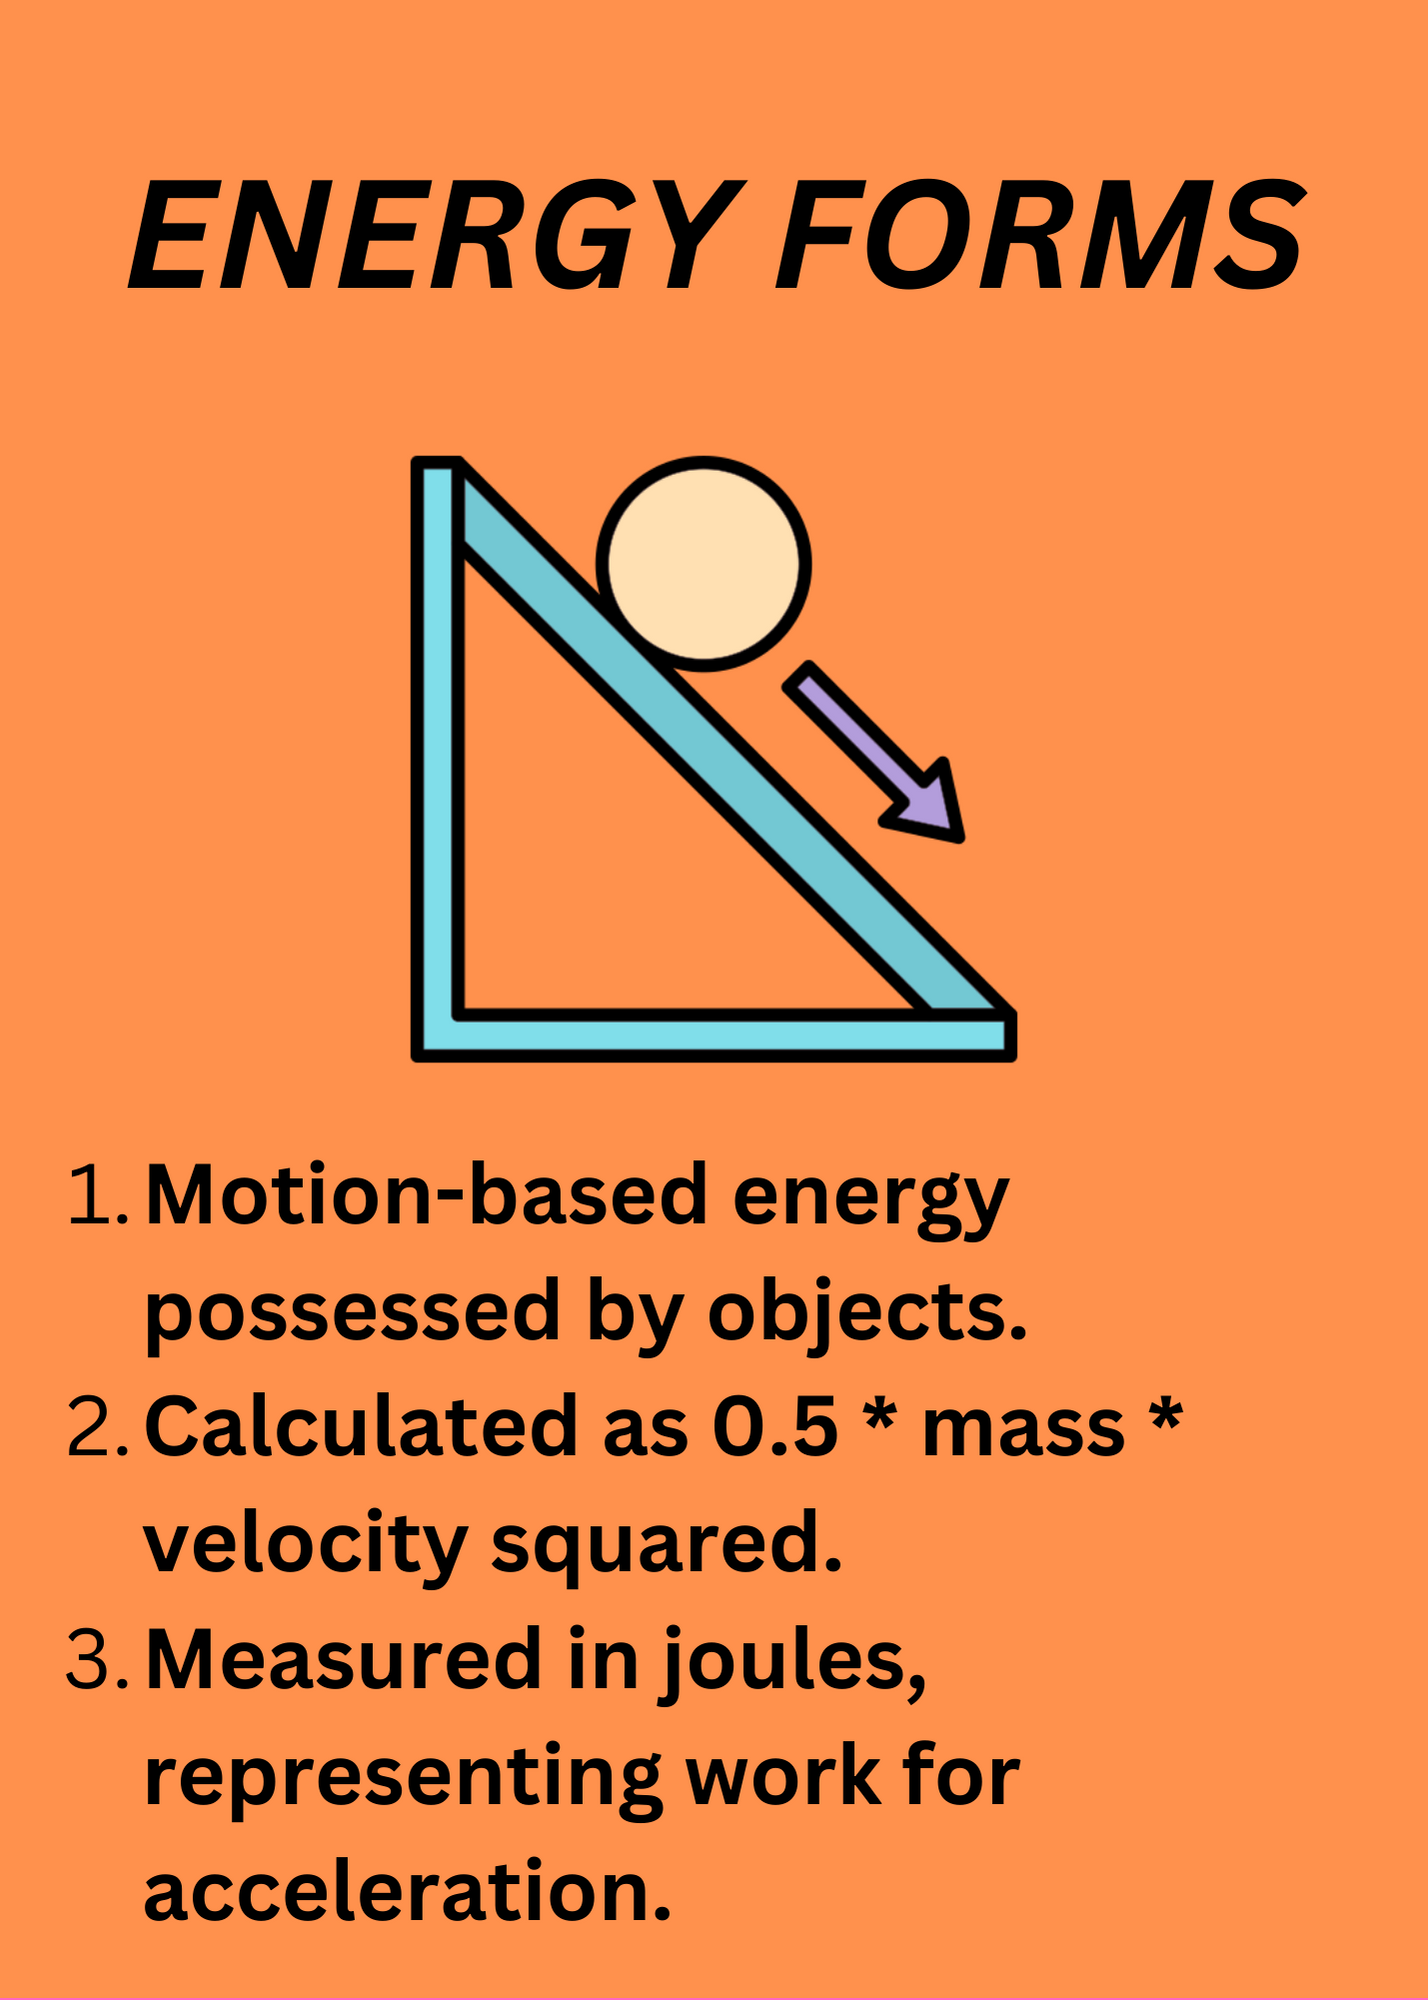 ENERGY FORMS
1. Motion-based energy
possessed by objects.
2. Calculated as 0.5 * mass *
velocity squared.
3. Measured in joules,
representing work for
acceleration.